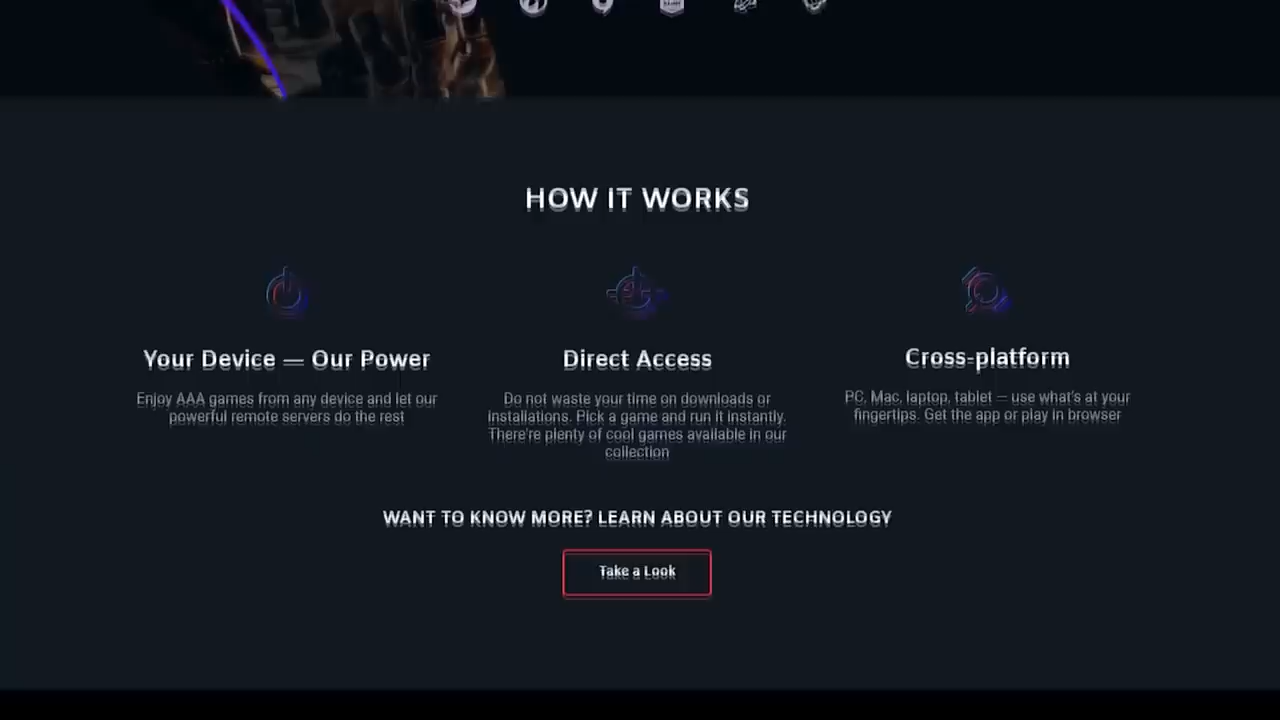 HOW IT WORKS
Your Device — Our Power
Enjoy AAA games from any device and let our
powerful remote servers do the rest
Direct Access
Do not waste your time on downloads or
installations. Pick a game and run it instantly.
There're plenty of cool games available in our
collection
Cross-platform
PC, Mac, laptop, tablet — use what's at your
fingertips. Get the app or play in browser
WANT TO KNOW MORE? LEARN ABOUT OUR TECHNOLOGY
Take a Look